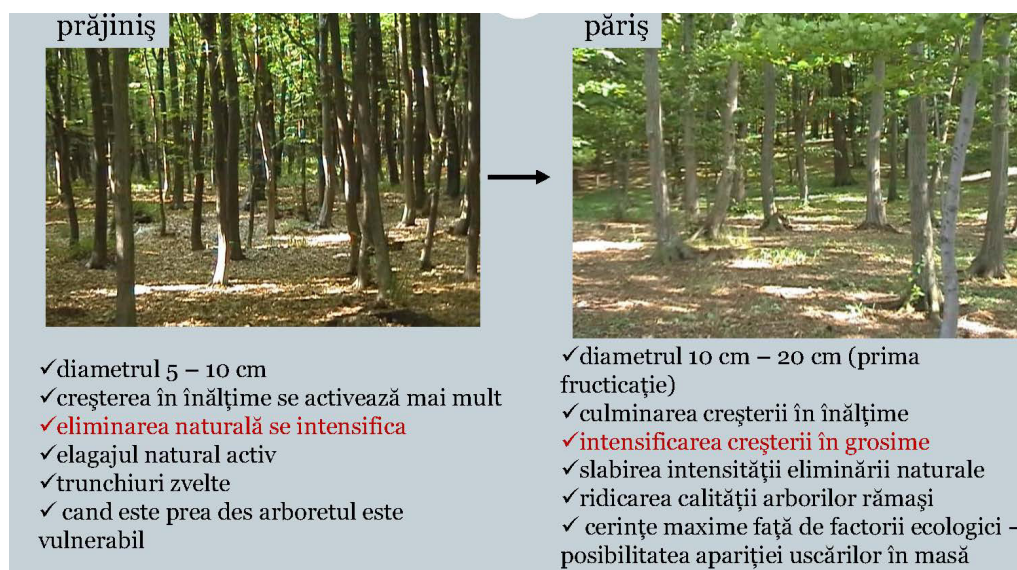 prăjiniş
păriş
✓diametrul 5 – 10 cm
✓creşterea în înălţime se activează mai mult
✓eliminarea naturală se intensifica
✓elagajul natural activ
✓trunchiuri zvelte
✓ cand este prea des arboretul este
vulnerabil
✓diametrul 10 cm – 20 cm (prima
fructicaţie)
✓culminarea creşterii în înălţime
✓intensificarea creşterii în grosime
✓slabirea intensităţii eliminării naturale
✓ridicarea calităţii arborilor rămaşi
✓ cerinţe maxime faţă de factorii ecologici –
posibilitatea apariţiei uscărilor în masă